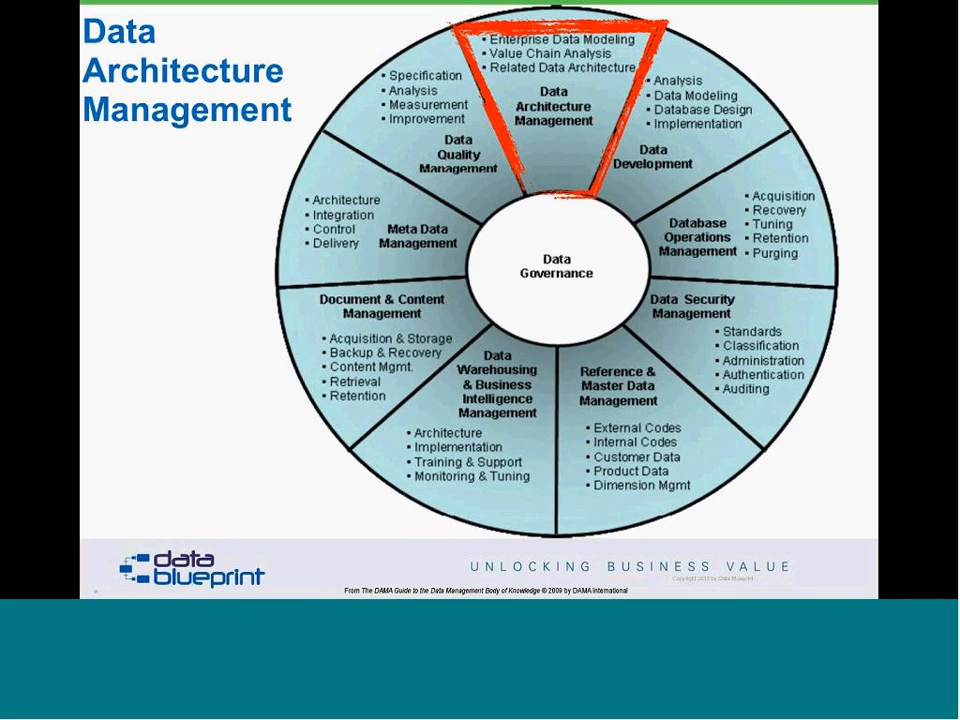 Data
Architecture
Management
▪ Enterprise Data Modeling
▪ Value Chain Analysis
▪ Related Data Architecture
Data
Architecture
Management
▪ Analysis
▪ Data Modeling
▪ Database Design
▪ Implementation
Data
Development
▪ Acquisition
▪ Recovery
▪ Tuning
▪ Retention
▪ Purging
Database
Operations
Management
Data Security
Management
▪ Standards
▪ Classification
▪ Administration
▪ Authentication
▪ Auditing
Reference &
Master Data
Management
▪ External Codes
▪ Internal Codes
▪ Customer Data
▪ Product Data
▪ Dimension Mgmt
Data
Warehousing
& Business
Intelligence
Management
▪ Architecture
▪ Implementation
▪ Training & Support
▪ Monitoring & Tuning
Document & Content
Management
▪ Acquisition & Storage
▪ Backup & Recovery
▪ Content Mgmt.
▪ Retrieval
▪ Retention
▪ Architecture
▪ Integration
▪ Control
▪ Delivery
Meta Data
Management
▪ Specification
▪ Analysis
▪ Measurement
▪ Improvement
Data
Quality
Management
Data
Governance
data
blueprint
UNLOCKING BUSINESS VALUE
Copyright 2013 by Data Blueprint
From The DAMA Guide to the Data Management Body of Knowledge © 2009 by DAMA International